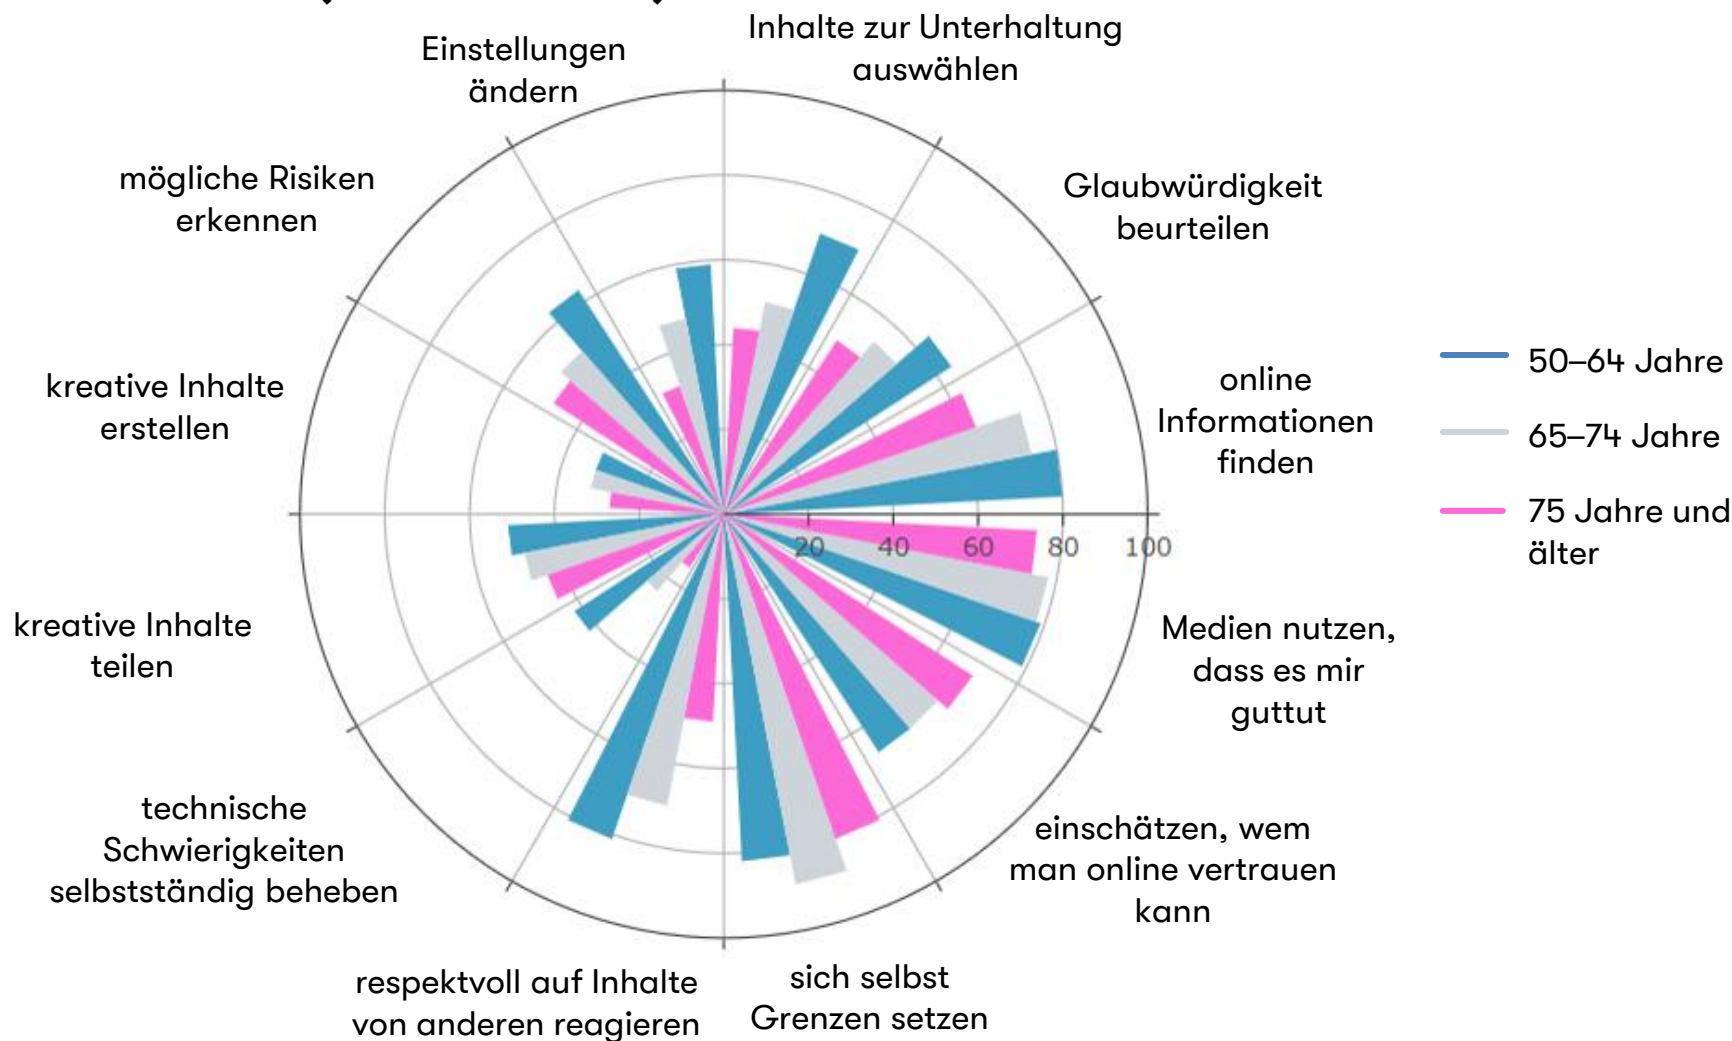 Inhalte zur Unterhaltung
auswählen
Einstellungen
ändern
mögliche Risiken
erkennen
Glaubwürdigkeit
beurteilen
kreative Inhalte
erstellen
online
Informationen
finden
50–64 Jahre
65–74 Jahre
75 Jahre und
älter
20 40 60 80 100
kreative Inhalte
teilen
Medien nutzen,
dass es mir
guttut
technische
Schwierigkeiten
selbstständig beheben
einschätzen, wem
man online vertrauen
kann
respektvoll auf Inhalte
von anderen reagieren
sich selbst
Grenzen setzen